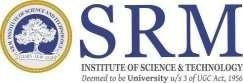 SRM
INSTITUTE OF SCIENCE & TECHNOLOGY
Deemed to be University u/s 3 of UGC Act, 1956